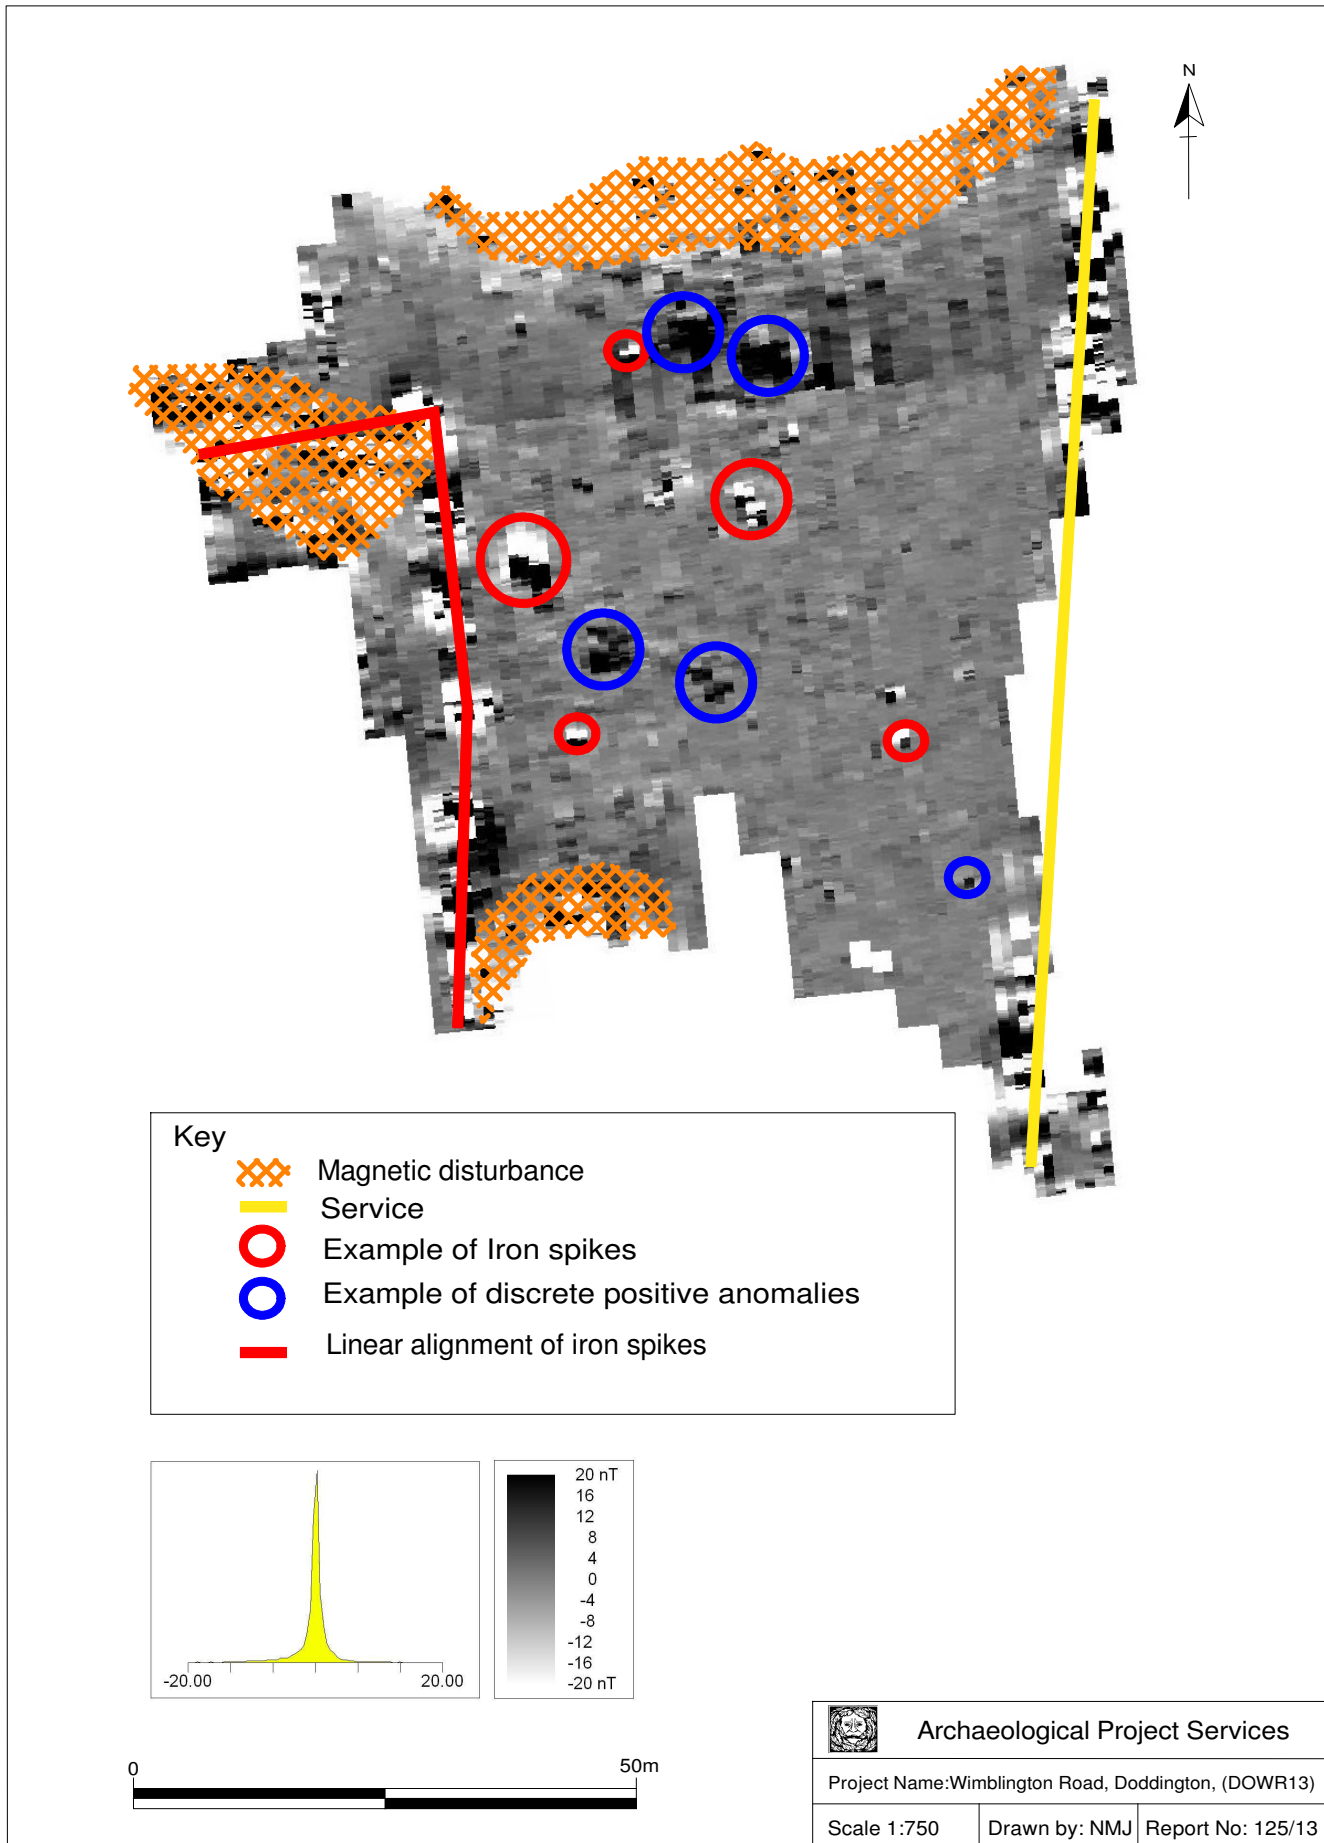 N
Key
Magnetic disturbance
Service
Example of Iron spikes
Example of discrete positive anomalies
Linear alignment of iron spikes
-20.00 20.00
20 nT
16
12
8
4
0
-4
-8
-12
-16
-20 nT
0 50m
Archaeological Project Services
Project Name:Wimblington Road, Doddington, (DOWR13)
Scale 1:750 Drawn by: NMJ Report No: 125/13